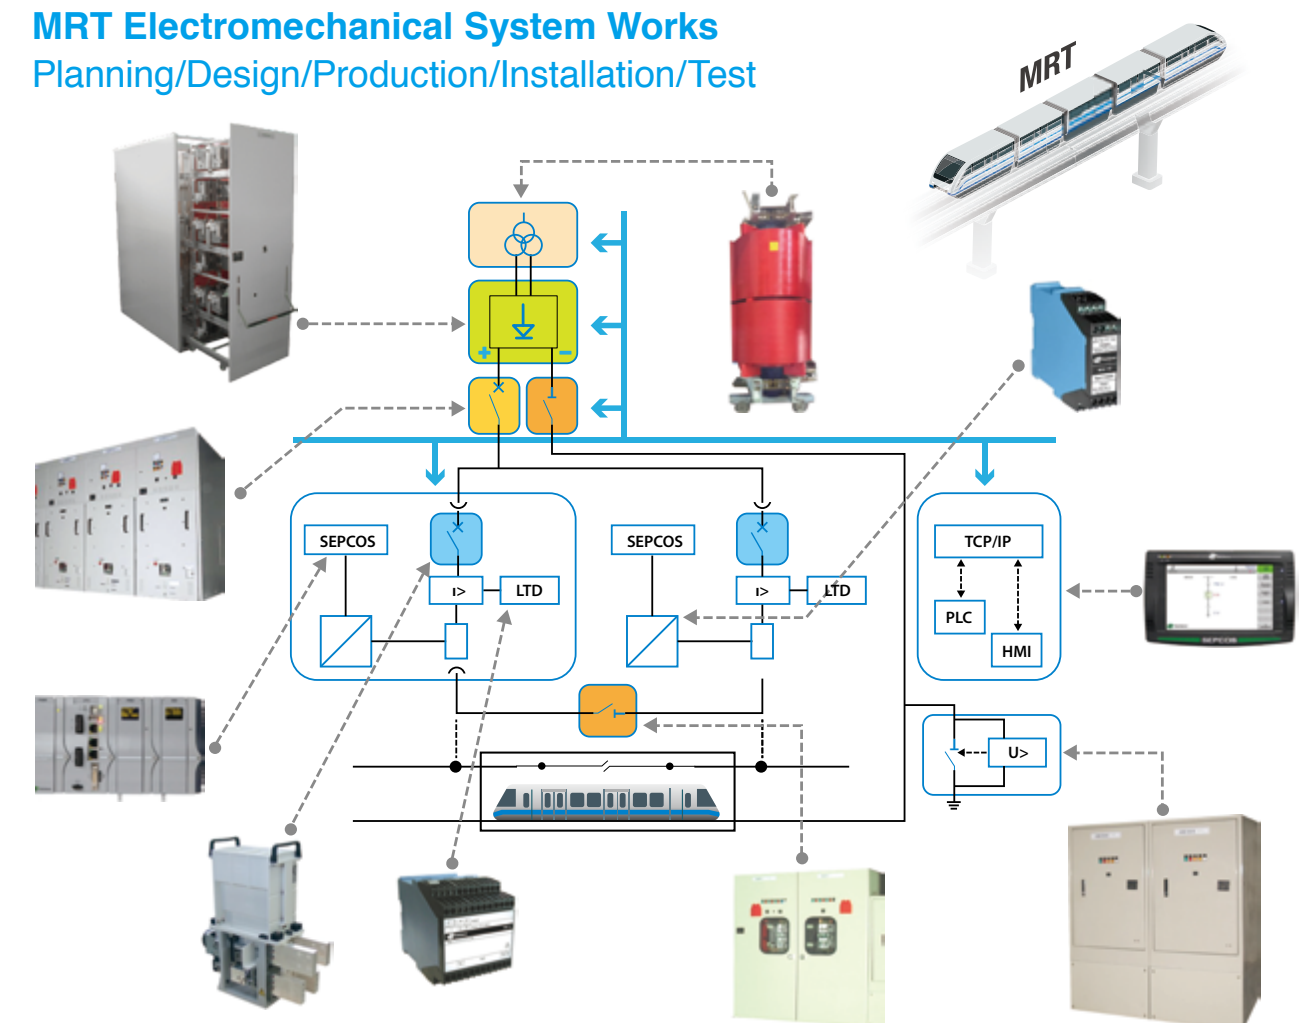 MRT Electromechanical System Works
Planning/Design/Production/Installation/Test
MRT
+ −
SEPCOS
SEPCOS
TCP/IP
I>
LTD
I>
LTD
PLC
HMI
SEPCOS
U>